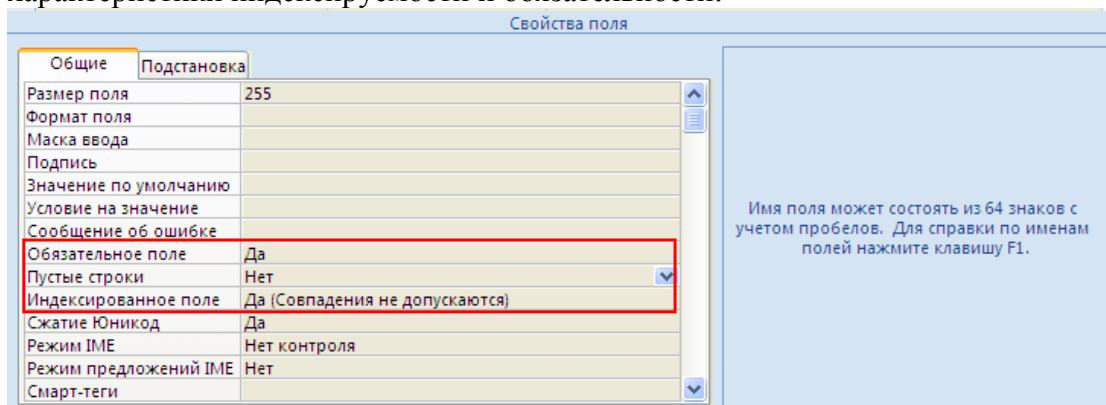 характеристики индексируемости и обязательности:
Свойства поля
Общие Подстановка
Размер поля 255
Формат поля
Маска ввода
Подпись
Значение по умолчанию
Условие на значение
Сообщение об ошибке
Обязательное поле Да
Пустые строки Нет
Индексированное поле Да (Совпадения не допускаются)
Сжатие Юникод Да
Режим IME Нет контроля
Режим предложений IME Нет
Смарт-теги
Имя поля может состоять из 64 знаков с
учетом пробелов. Для справки по именам
полей нажмите клавишу F1.